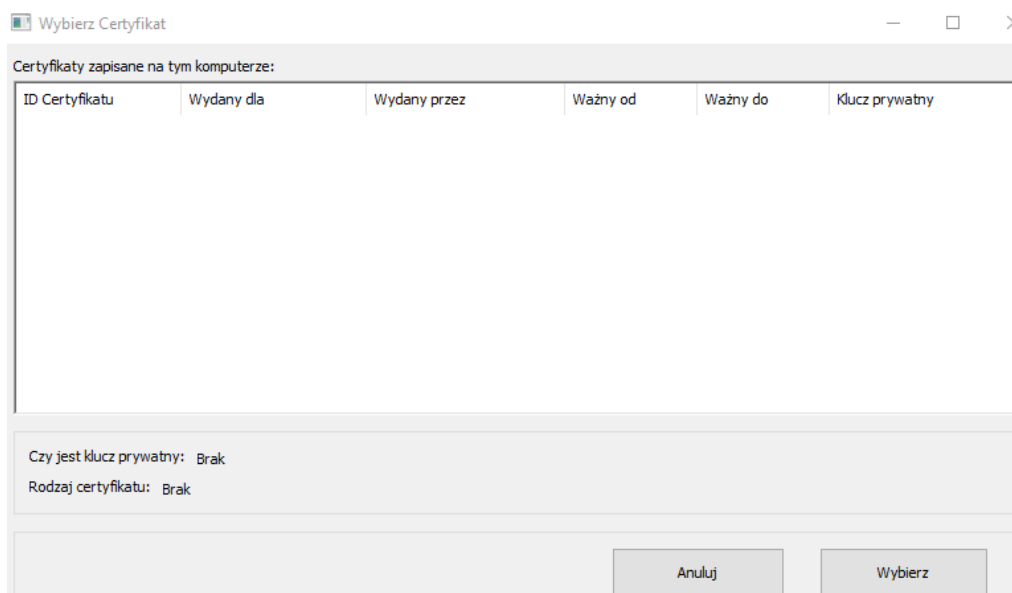 Wybierz Certyfikat
Certyfikaty zapisane na tym komputerze:
ID Certyfikatu Wydany dla Wydany przez Ważny od Ważny do Klucz prywatny
Czy jest klucz prywatny: Brak
Rodzaj certyfikatu: Brak
Anuluj Wybierz